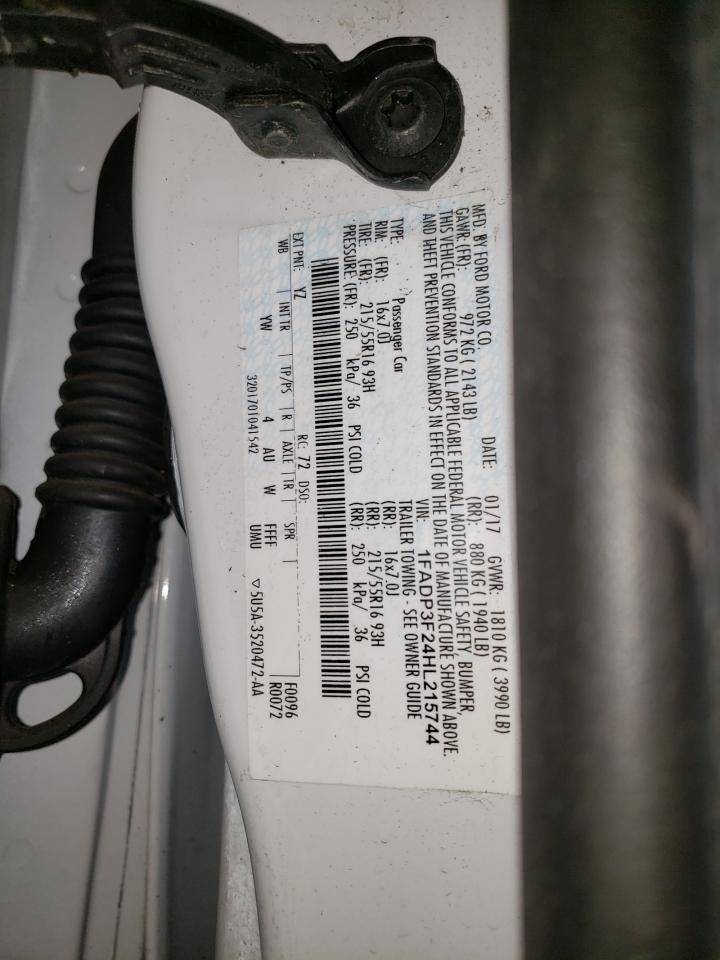 MFD. BY FORD MOTOR CO. DATE: 01/17 GVWR: 1810 KG ( 3990 LB)
GAWR: (FR): 972 KG ( 2143 LB) (RR): 880 KG ( 1940 LB)
THIS VEHICLE CONFORMS TO ALL APPLICABLE FEDERAL MOTOR VEHICLE SAFETY, BUMPER,
AND THEFT PREVENTION STANDARDS IN EFFECT ON THE DATE OF MANUFACTURE SHOWN ABOVE.
VIN: 1FADP3F24HL215744
TYPE: Passenger Car TRAILER TOWING - SEE OWNER GUIDE
RIM: (FR): 16x7.0J (RR): 16x7.0J
TIRE: (FR): 215/55R16 93H (RR): 215/55R16 93H
PRESSURE: (FR): 250 kPa/ 36 PSI COLD (RR): 250 kPa/ 36 PSI COLD
EXT PNT: YZ RC: 72 DSO: F0096
WB INT TR TP/PS R AXLE TR SPR R0072
YW 4 AU W FFFF
3201701041542 UMU ▽ 5U5A-3520472-AA